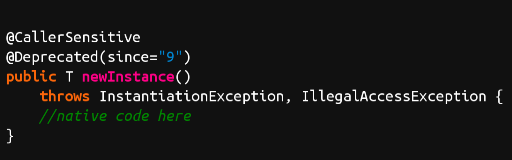 @CallerSensitive
@Deprecated(since="9")
public T newInstance()
    throws InstantiationException, IllegalAccessException {
    //native code here
}